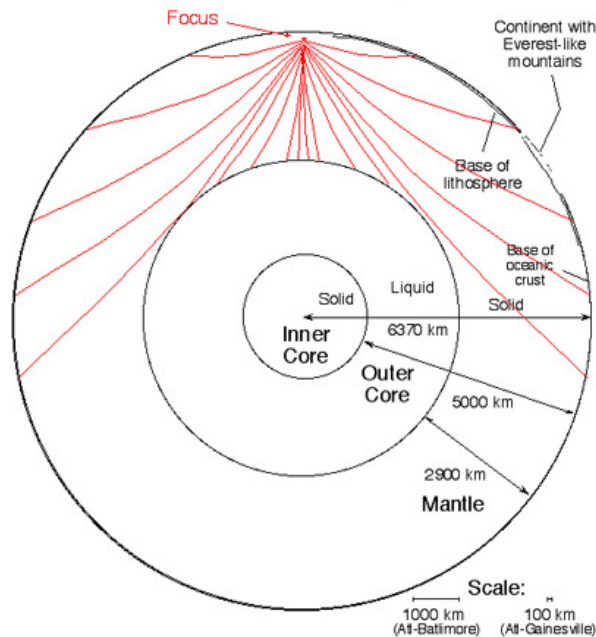 Focus
Continent with
Everest-like
mountains
Base of
lithosphere
Base of
oceanic
crust
Solid
Liquid
Solid
6370 km
Inner
Core
Outer
Core
5000 km
2900 km
Mantle
Scale:
1000 km
(Atl-Batlimore)
100 km
(Atl-Gainesville)